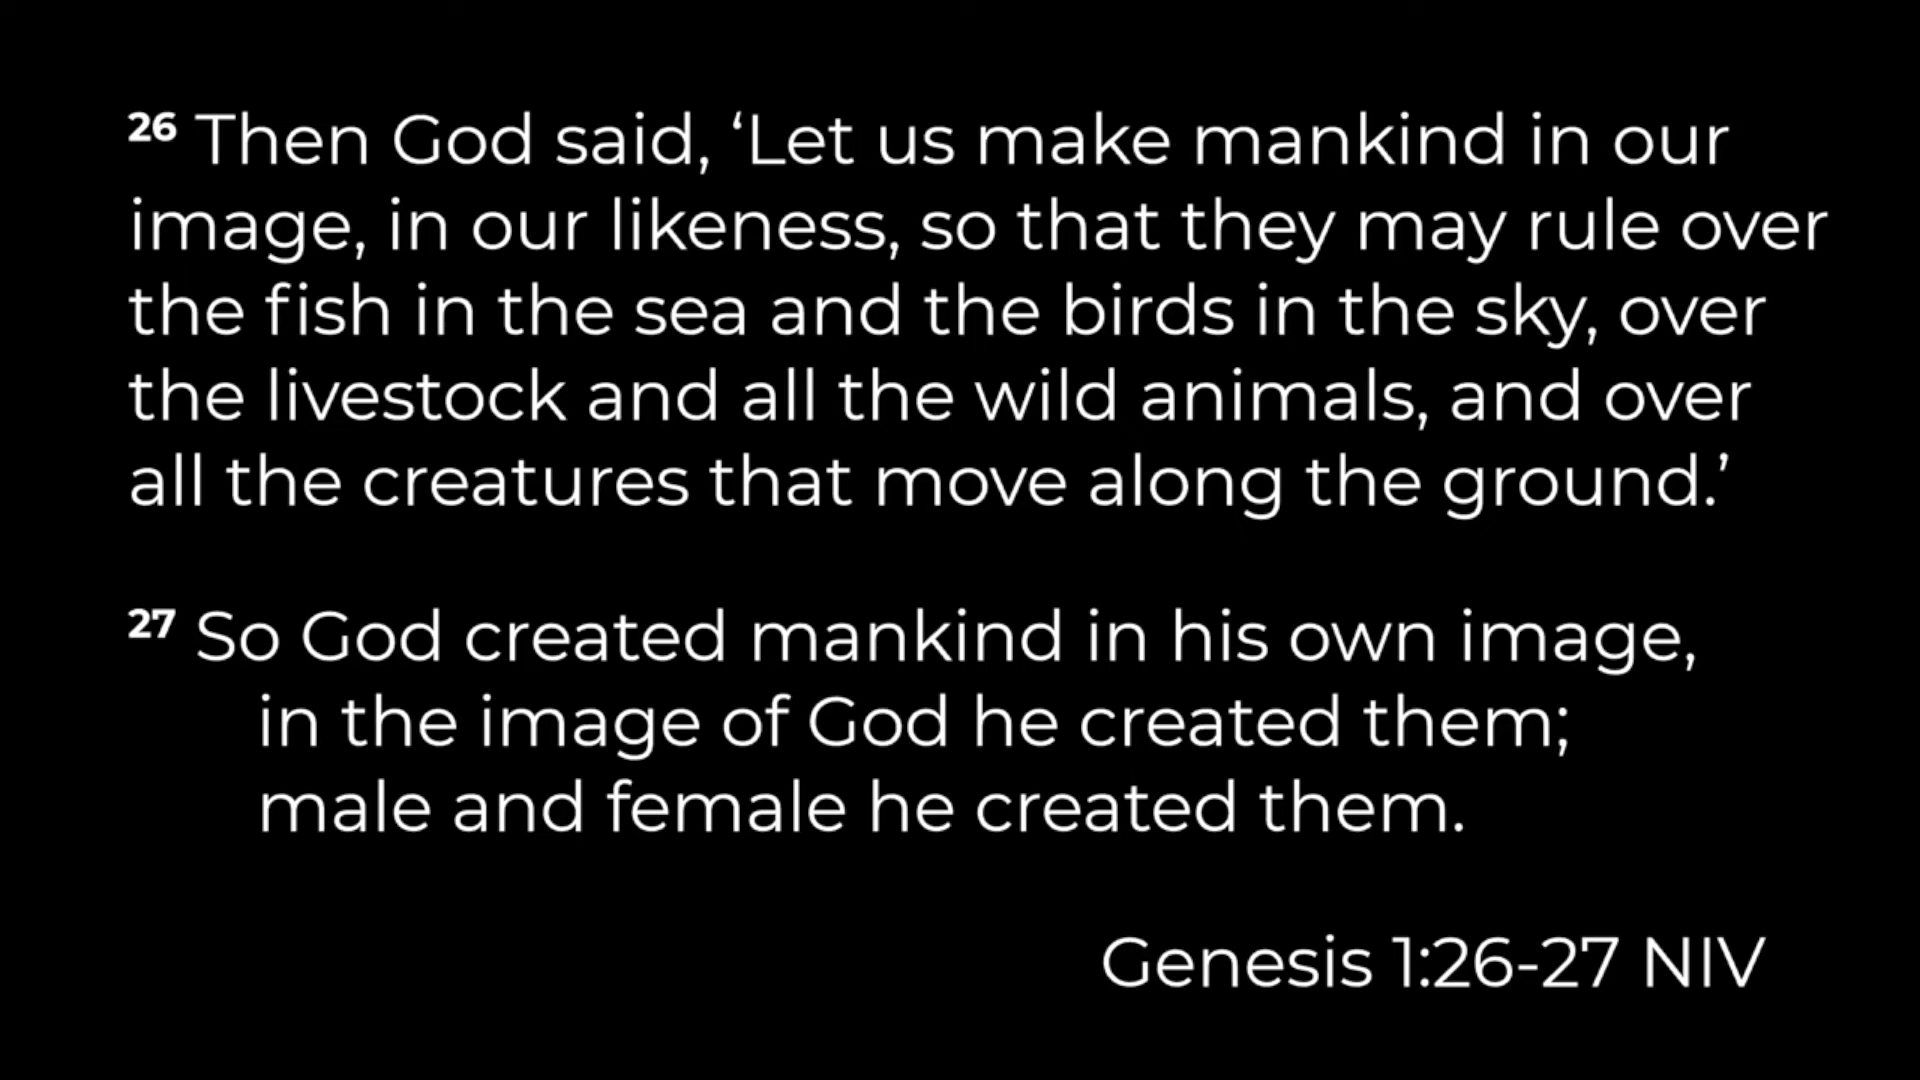 26 Then God said, ‘Let us make mankind in our
image, in our likeness, so that they may rule over
the fish in the sea and the birds in the sky, over
the livestock and all the wild animals, and over
all the creatures that move along the ground.’
27 So God created mankind in his own image,
in the image of God he created them;
male and female he created them.
Genesis 1:26-27 NIV